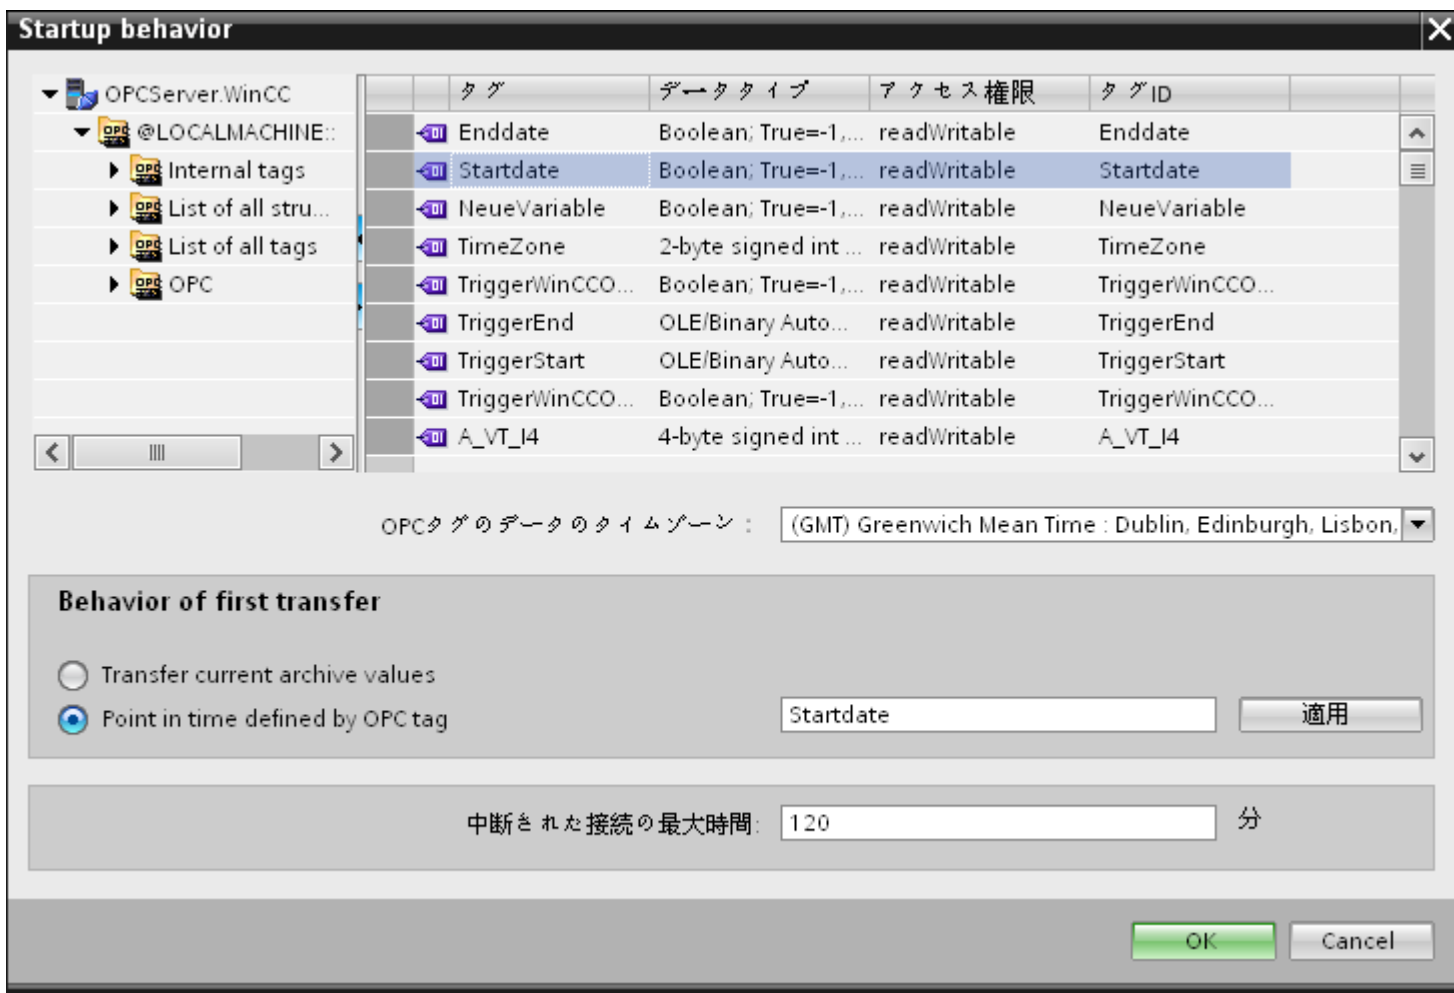 Startup behavior
OPCServer.WinCC
@LOCALMACHINE::
Internal tags
List of all stru...
List of all tags
OPC
タグ データタイプ アクセス権限 タグID
Enddate Boolean; True=-1,... readWritable Enddate
Startdate Boolean; True=-1,... readWritable Startdate
NeueVariable Boolean; True=-1,... readWritable NeueVariable
TimeZone 2-byte signed int ... readWritable TimeZone
TriggerWinCCO... Boolean; True=-1,... readWritable TriggerWinCCO...
TriggerEnd OLE/Binary Auto... readWritable TriggerEnd
TriggerStart OLE/Binary Auto... readWritable TriggerStart
TriggerWinCCO... Boolean; True=-1,... readWritable TriggerWinCCO...
A_VT_I4 4-byte signed int ... readWritable A_VT_I4
OPCタグのデータのタイムゾーン： (GMT) Greenwich Mean Time : Dublin, Edinburgh, Lisbon,
Behavior of first transfer
Transfer current archive values
Point in time defined by OPC tag Startdate 適用
中断された接続の最大時間: 120 分
OK Cancel